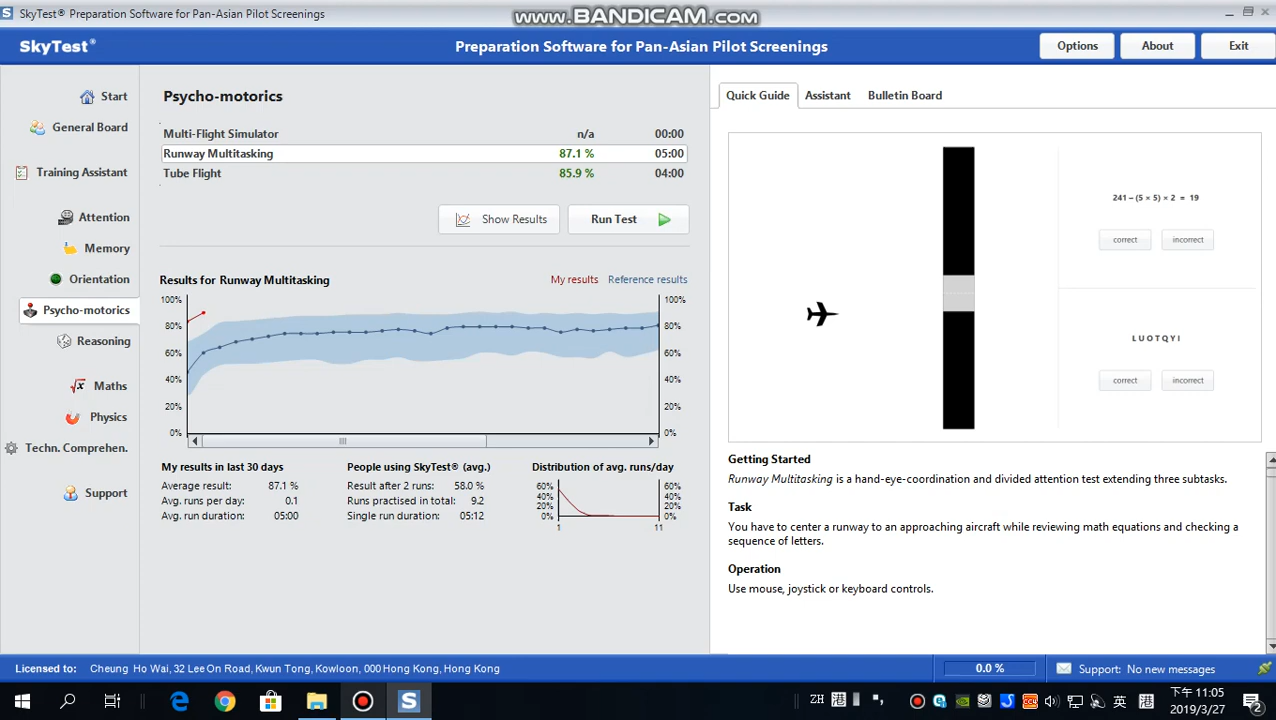 SkyTest® Preparation Software for Pan-Asian Pilot Screenings
www.BANDICAM.com
SkyTest®
Preparation Software for Pan-Asian Pilot Screenings
Options
About
Exit
Start
General Board
Training Assistant
Attention
Memory
Orientation
Psycho-motorics
Reasoning
Maths
Physics
Techn. Comprehen.
Support
Psycho-motorics
Multi-Flight Simulator n/a 00:00
Runway Multitasking 87.1 % 05:00
Tube Flight 85.9 % 04:00
Show Results
Run Test
Results for Runway Multitasking My results Reference results
100% 100%
80% 80%
60% 60%
40% 40%
20% 20%
0% 0%
My results in last 30 days
Average result: 87.1 %
Avg. runs per day: 0.1
Avg. run duration: 05:00
People using SkyTest® (avg.)
Result after 2 runs: 58.0 %
Runs practised in total: 9.2
Single run duration: 05:12
Distribution of avg. runs/day
60% 60%
40% 40%
20% 20%
0% 0%
1 11
Quick Guide
Assistant
Bulletin Board
241 – (5 × 5) × 2 = 19
correct incorrect
L U O T Q Y I
correct incorrect
Getting Started
Runway Multitasking is a hand-eye-coordination and divided attention test extending three subtasks.
Task
You have to center a runway to an approaching aircraft while reviewing math equations and checking a
sequence of letters.
Operation
Use mouse, joystick or keyboard controls.
Licensed to: Cheung Ho Wai, 32 Lee On Road, Kwun Tong, Kowloon, 000 Hong Kong, Hong Kong
0.0 %
Support: No new messages
ZH 港 英 港
下午 11:05
2019/3/27
2